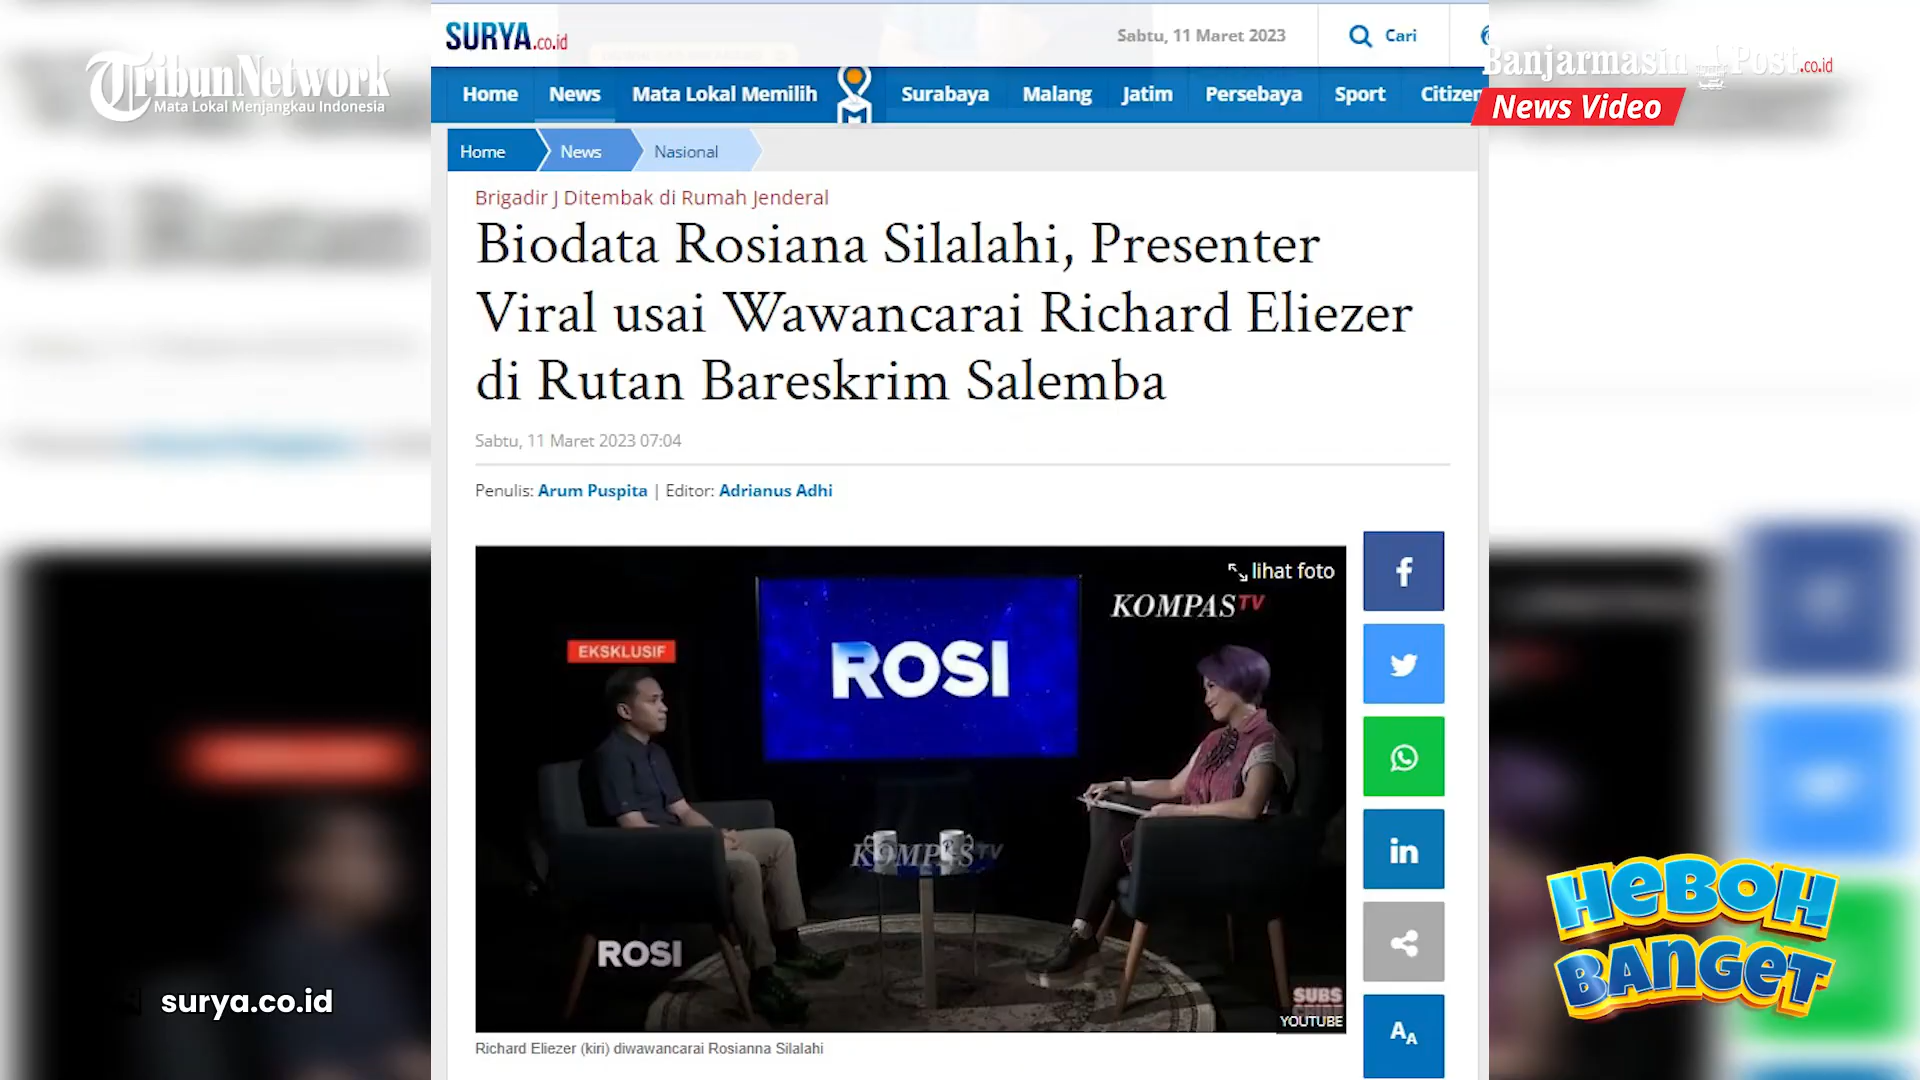 TribunNetwork
Mata Lokal Menjangkau Indonesia
SURYA.co.id
Sabtu, 11 Maret 2023
Cari
Banjarmasin Post.co.id
News Video
Home
News
Mata Lokal Memilih
Surabaya
Malang
Jatim
Persebaya
Sport
Citizen
Home
News
Nasional
Brigadir J Ditembak di Rumah Jenderal
Biodata Rosiana Silalahi, Presenter
Viral usai Wawancarai Richard Eliezer
di Rutan Bareskrim Salemba
Sabtu, 11 Maret 2023 07:04
Penulis: Arum Puspita | Editor: Adrianus Adhi
lihat foto
KOMPASTV
EKSKLUSIF
ROSI
KOMPASTV
ROSI
SUBS
YOUTUBE
Richard Eliezer (kiri) diwawancarai Rosianna Silalahi
AA
surya.co.id
HEBOH
BANGET